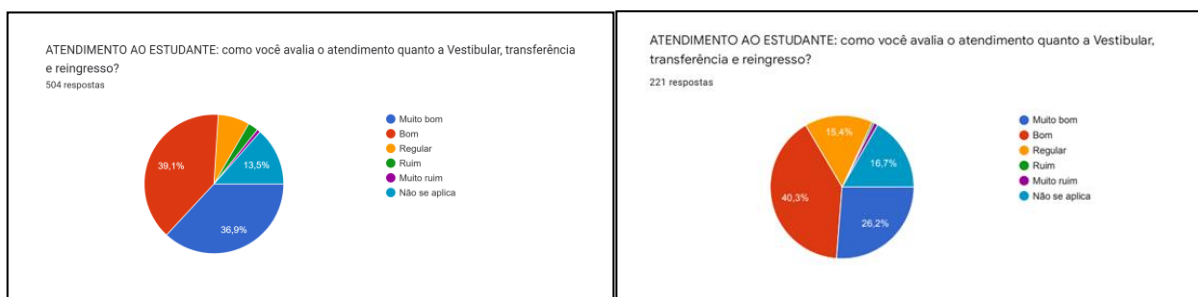 ATENDIMENTO AO ESTUDANTE: como você avalia o atendimento quanto a Vestibular, transferência
e reingresso?
504 respostas
39,1%
13,5%
36,9%
Muito bom
Bom
Regular
Ruim
Muito ruim
Não se aplica
ATENDIMENTO AO ESTUDANTE: como você avalia o atendimento quanto a Vestibular,
transferência e reingresso?
221 respostas
15,4%
16,7%
40,3%
26,2%
Muito bom
Bom
Regular
Ruim
Muito ruim
Não se aplica